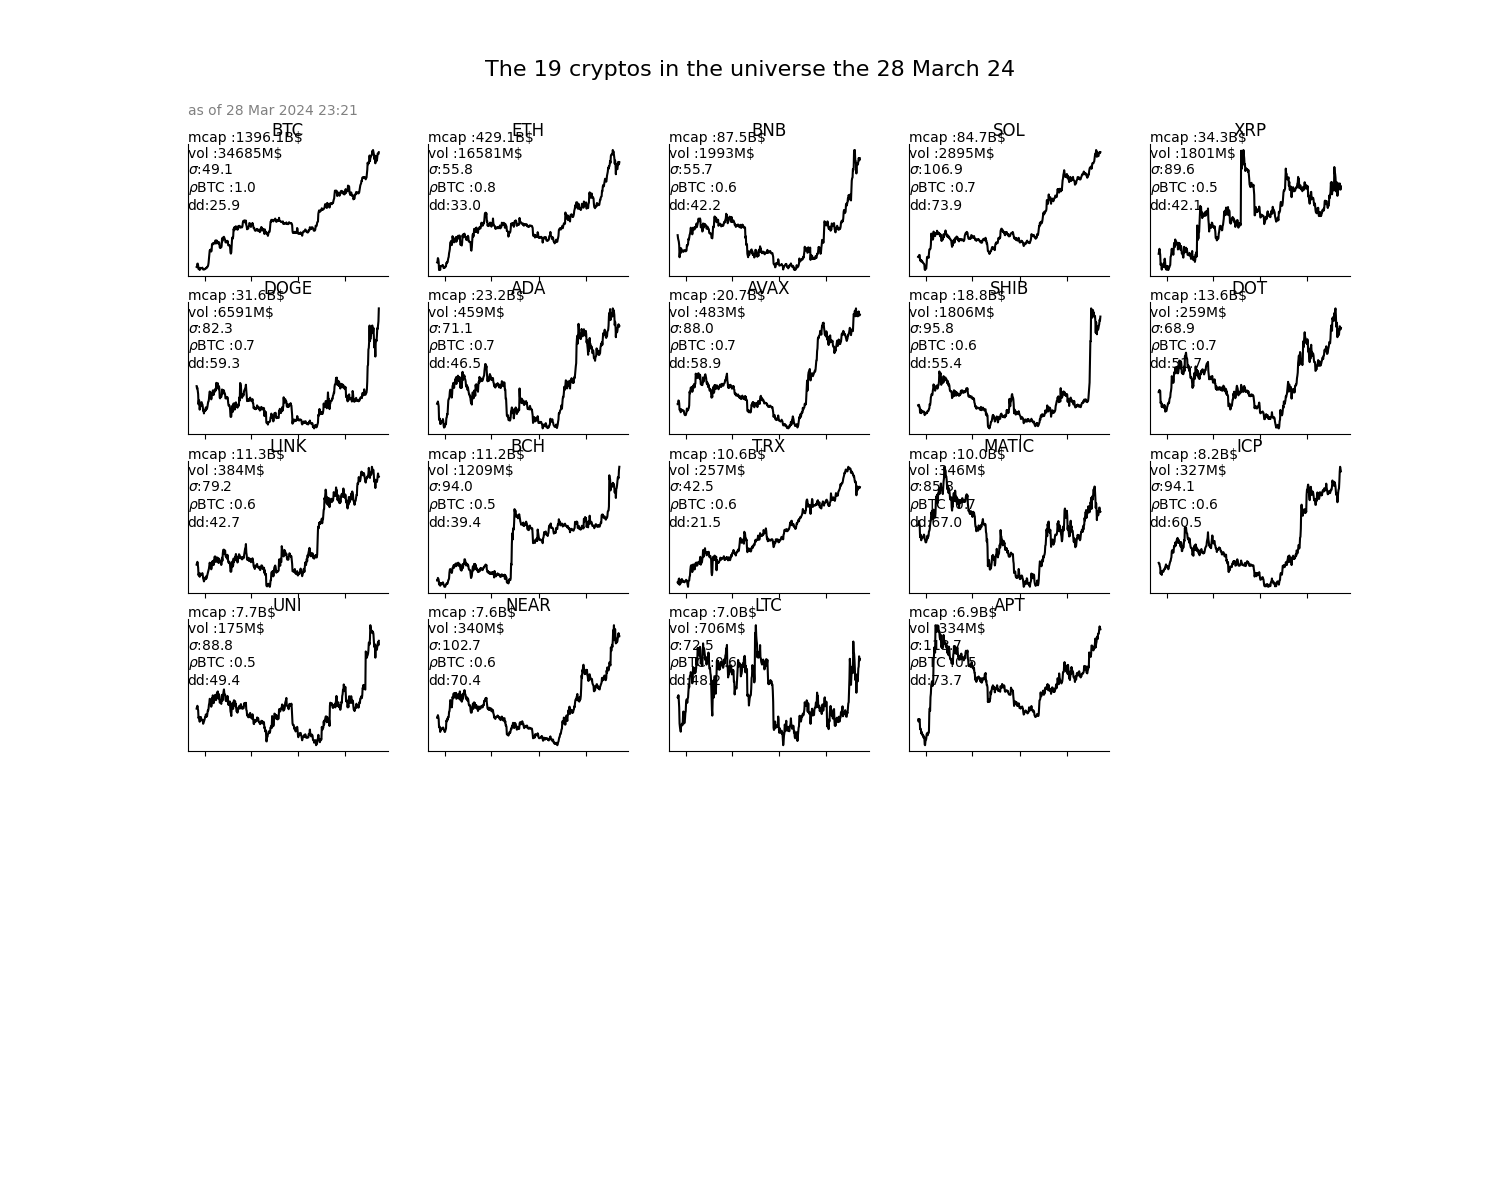 The 19 cryptos in the universe the 28 March 24
as of 28 Mar 2024 23:21
BTC
mcap :1396.1B$
vol :34685M$
σ:49.1
ρBTC :1.0
dd:25.9
ETH
mcap :429.1B$
vol :16581M$
σ:55.8
ρBTC :0.8
dd:33.0
BNB
mcap :87.5B$
vol :1993M$
σ:55.7
ρBTC :0.6
dd:42.2
SOL
mcap :84.7B$
vol :2895M$
σ:106.9
ρBTC :0.7
dd:73.9
XRP
mcap :34.3B$
vol :1801M$
σ:89.6
ρBTC :0.5
dd:42.1
DOGE
mcap :31.6B$
vol :6591M$
σ:82.3
ρBTC :0.7
dd:59.3
ADA
mcap :23.2B$
vol :459M$
σ:71.1
ρBTC :0.7
dd:46.5
AVAX
mcap :20.7B$
vol :483M$
σ:88.0
ρBTC :0.7
dd:58.9
SHIB
mcap :18.8B$
vol :1806M$
σ:95.8
ρBTC :0.6
dd:55.4
DOT
mcap :13.6B$
vol :259M$
σ:68.9
ρBTC :0.7
LINK
mcap :11.3B$
vol :384M$
σ:79.2
ρBTC :0.6
dd:42.7
BCH
mcap :11.2B$
vol :1209M$
σ:94.0
ρBTC :0.5
dd:39.4
TRX
mcap :10.6B$
vol :257M$
σ:42.5
ρBTC :0.6
dd:21.5
MATIC
mcap :10.0B$
vol :346M$
ρBTC :0.7
dd:67.0
ICP
mcap :8.2B$
vol :327M$
σ:94.1
ρBTC :0.6
dd:60.5
UNI
mcap :7.7B$
vol :175M$
σ:88.8
ρBTC :0.5
dd:49.4
NEAR
mcap :7.6B$
vol :340M$
σ:102.7
ρBTC :0.6
dd:70.4
LTC
mcap :7.0B$
vol :706M$
σ:72.5
ρBTC :0.6
dd:48.2
APT
mcap :6.9B$
vol :334M$
ρBTC :0.5
dd:73.7